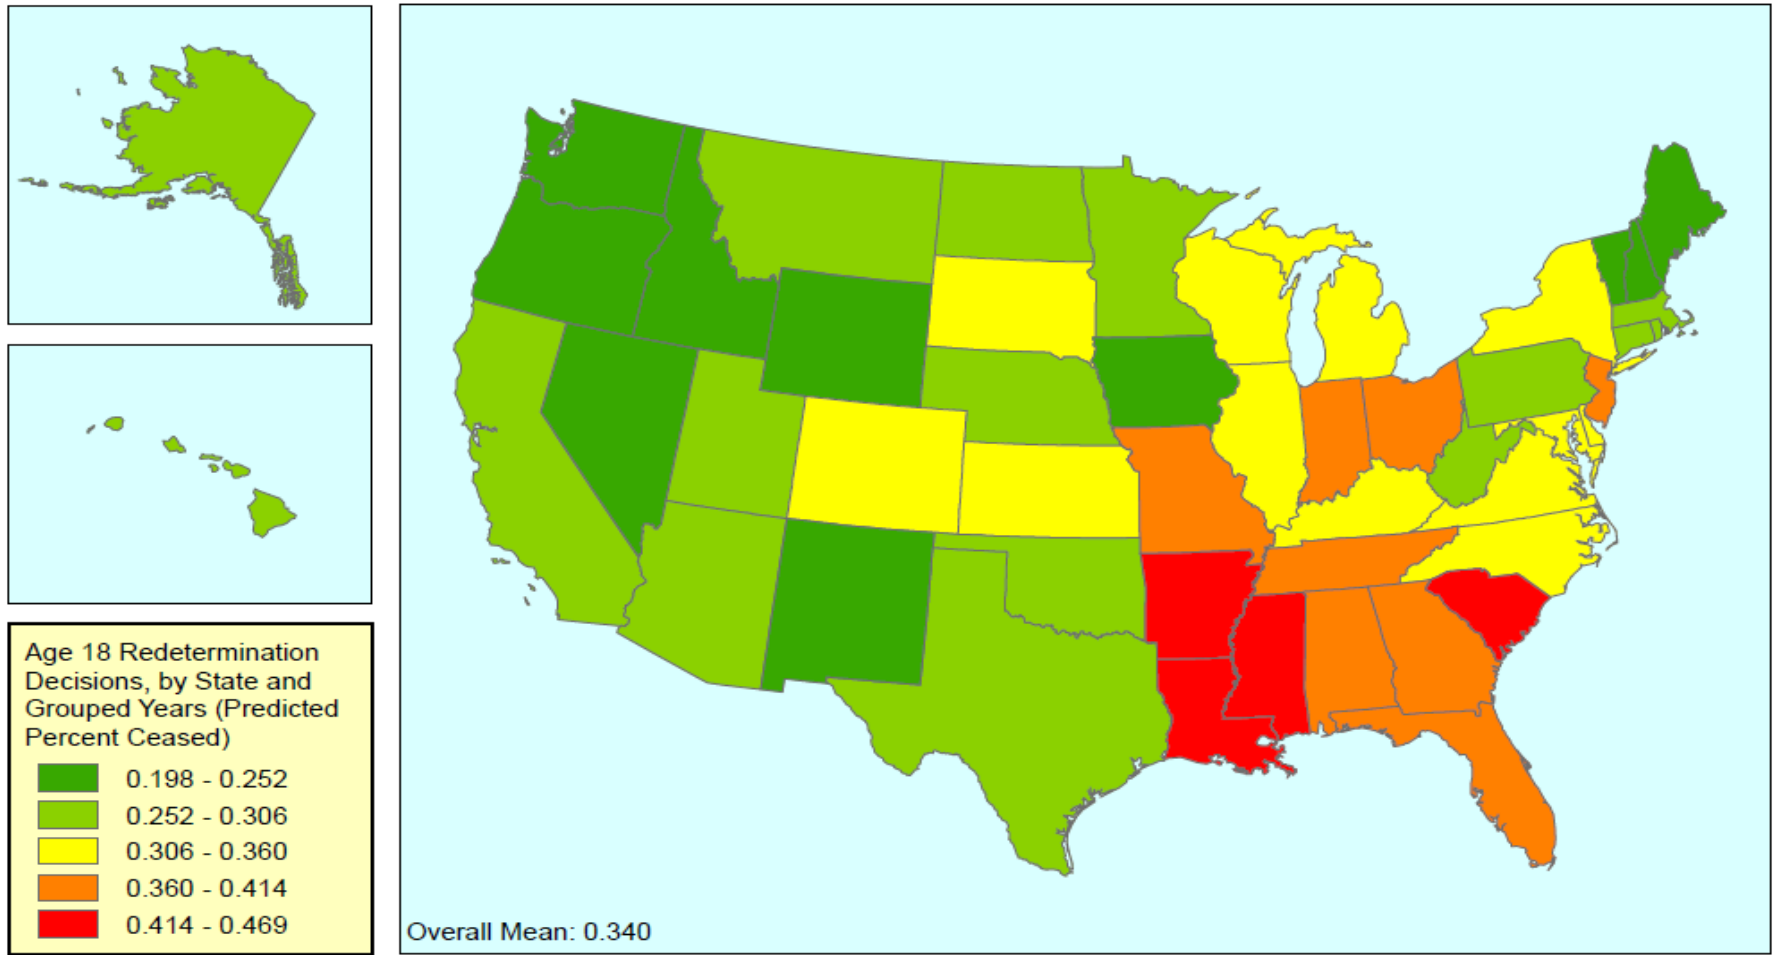 Age 18 Redetermination
Decisions, by State and
Grouped Years (Predicted
Percent Ceased)
0.198 - 0.252
0.252 - 0.306
0.306 - 0.360
0.360 - 0.414
0.414 - 0.469
Overall Mean: 0.340